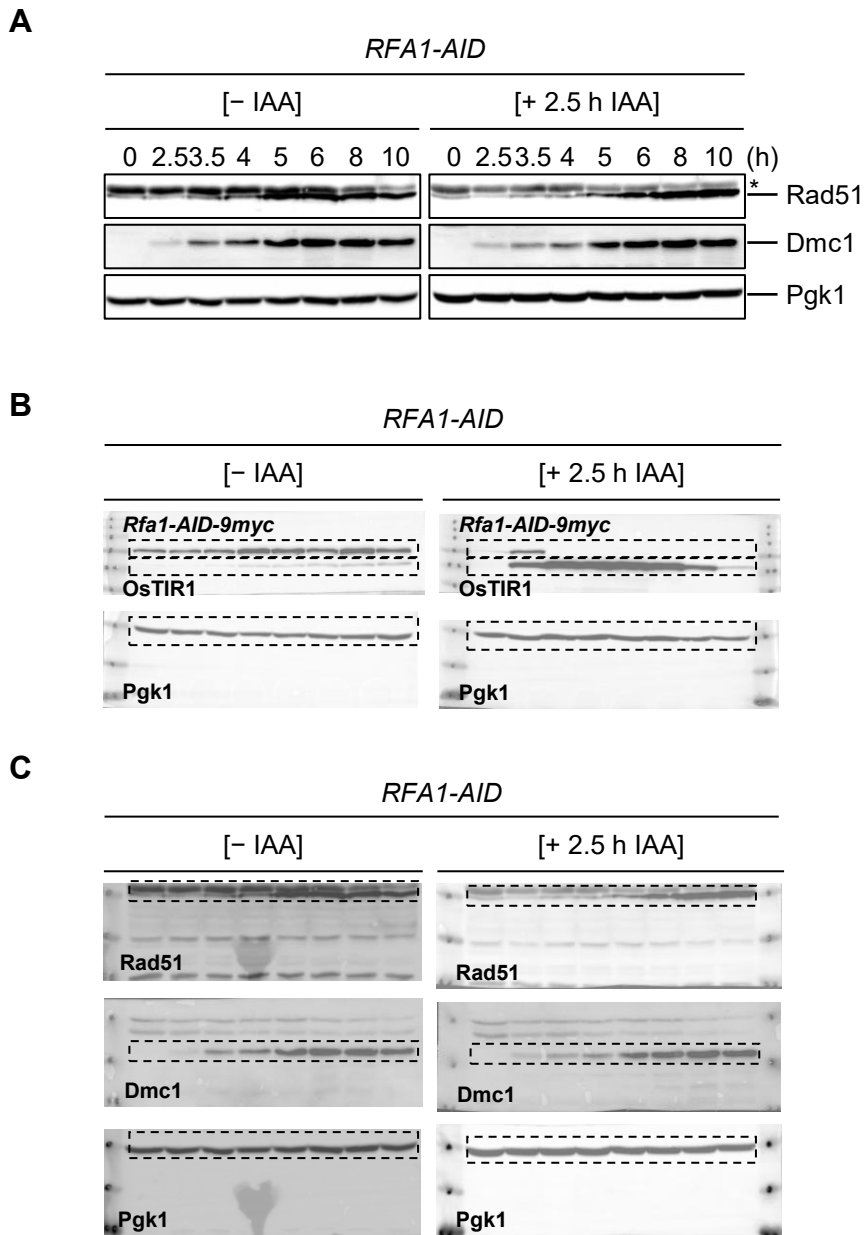 A
RFA1-AID
[− IAA] [+ 2.5 h IAA]
0 2.5 3.5 4 5 6 8 10 0 2.5 3.5 4 5 6 8 10 (h)
*
Rad51
Dmc1
Pgk1
B
RFA1-AID
[− IAA] [+ 2.5 h IAA]
Rfa1-AID-9myc Rfa1-AID-9myc
OsTIR1 OsTIR1
Pgk1 Pgk1
C
RFA1-AID
[− IAA] [+ 2.5 h IAA]
Rad51 Rad51
Dmc1 Dmc1
Pgk1 Pgk1